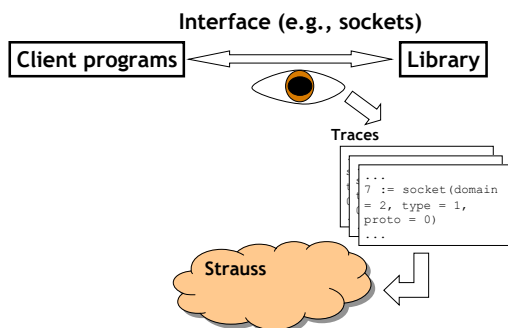 Interface (e.g., sockets)
Client programs
Library
Traces
...
7 := socket(domain
= 2, type = 1,
proto = 0)
...
Strauss